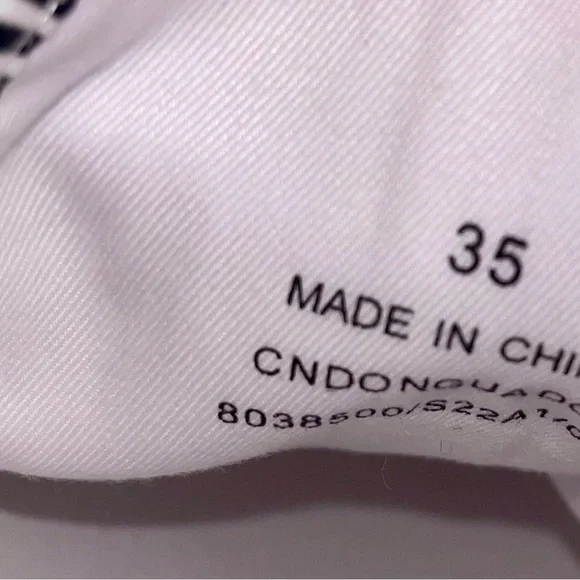 35
MADE IN CHI
CNDONGUADO
8038500/S22A1/